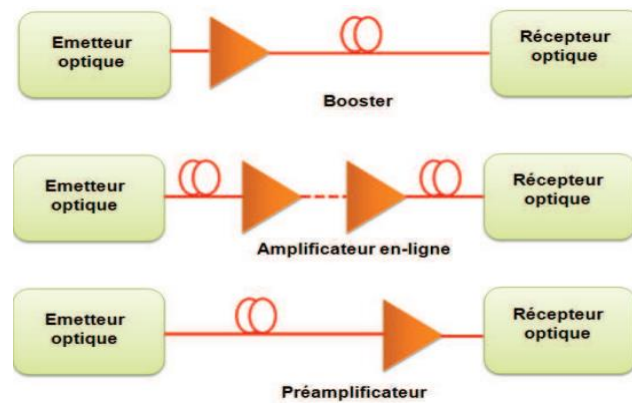 Emetteur
optique
Récepteur
optique
Booster
Emetteur
optique
Récepteur
optique
Amplificateur en-ligne
Emetteur
optique
Récepteur
optique
Préamplificateur